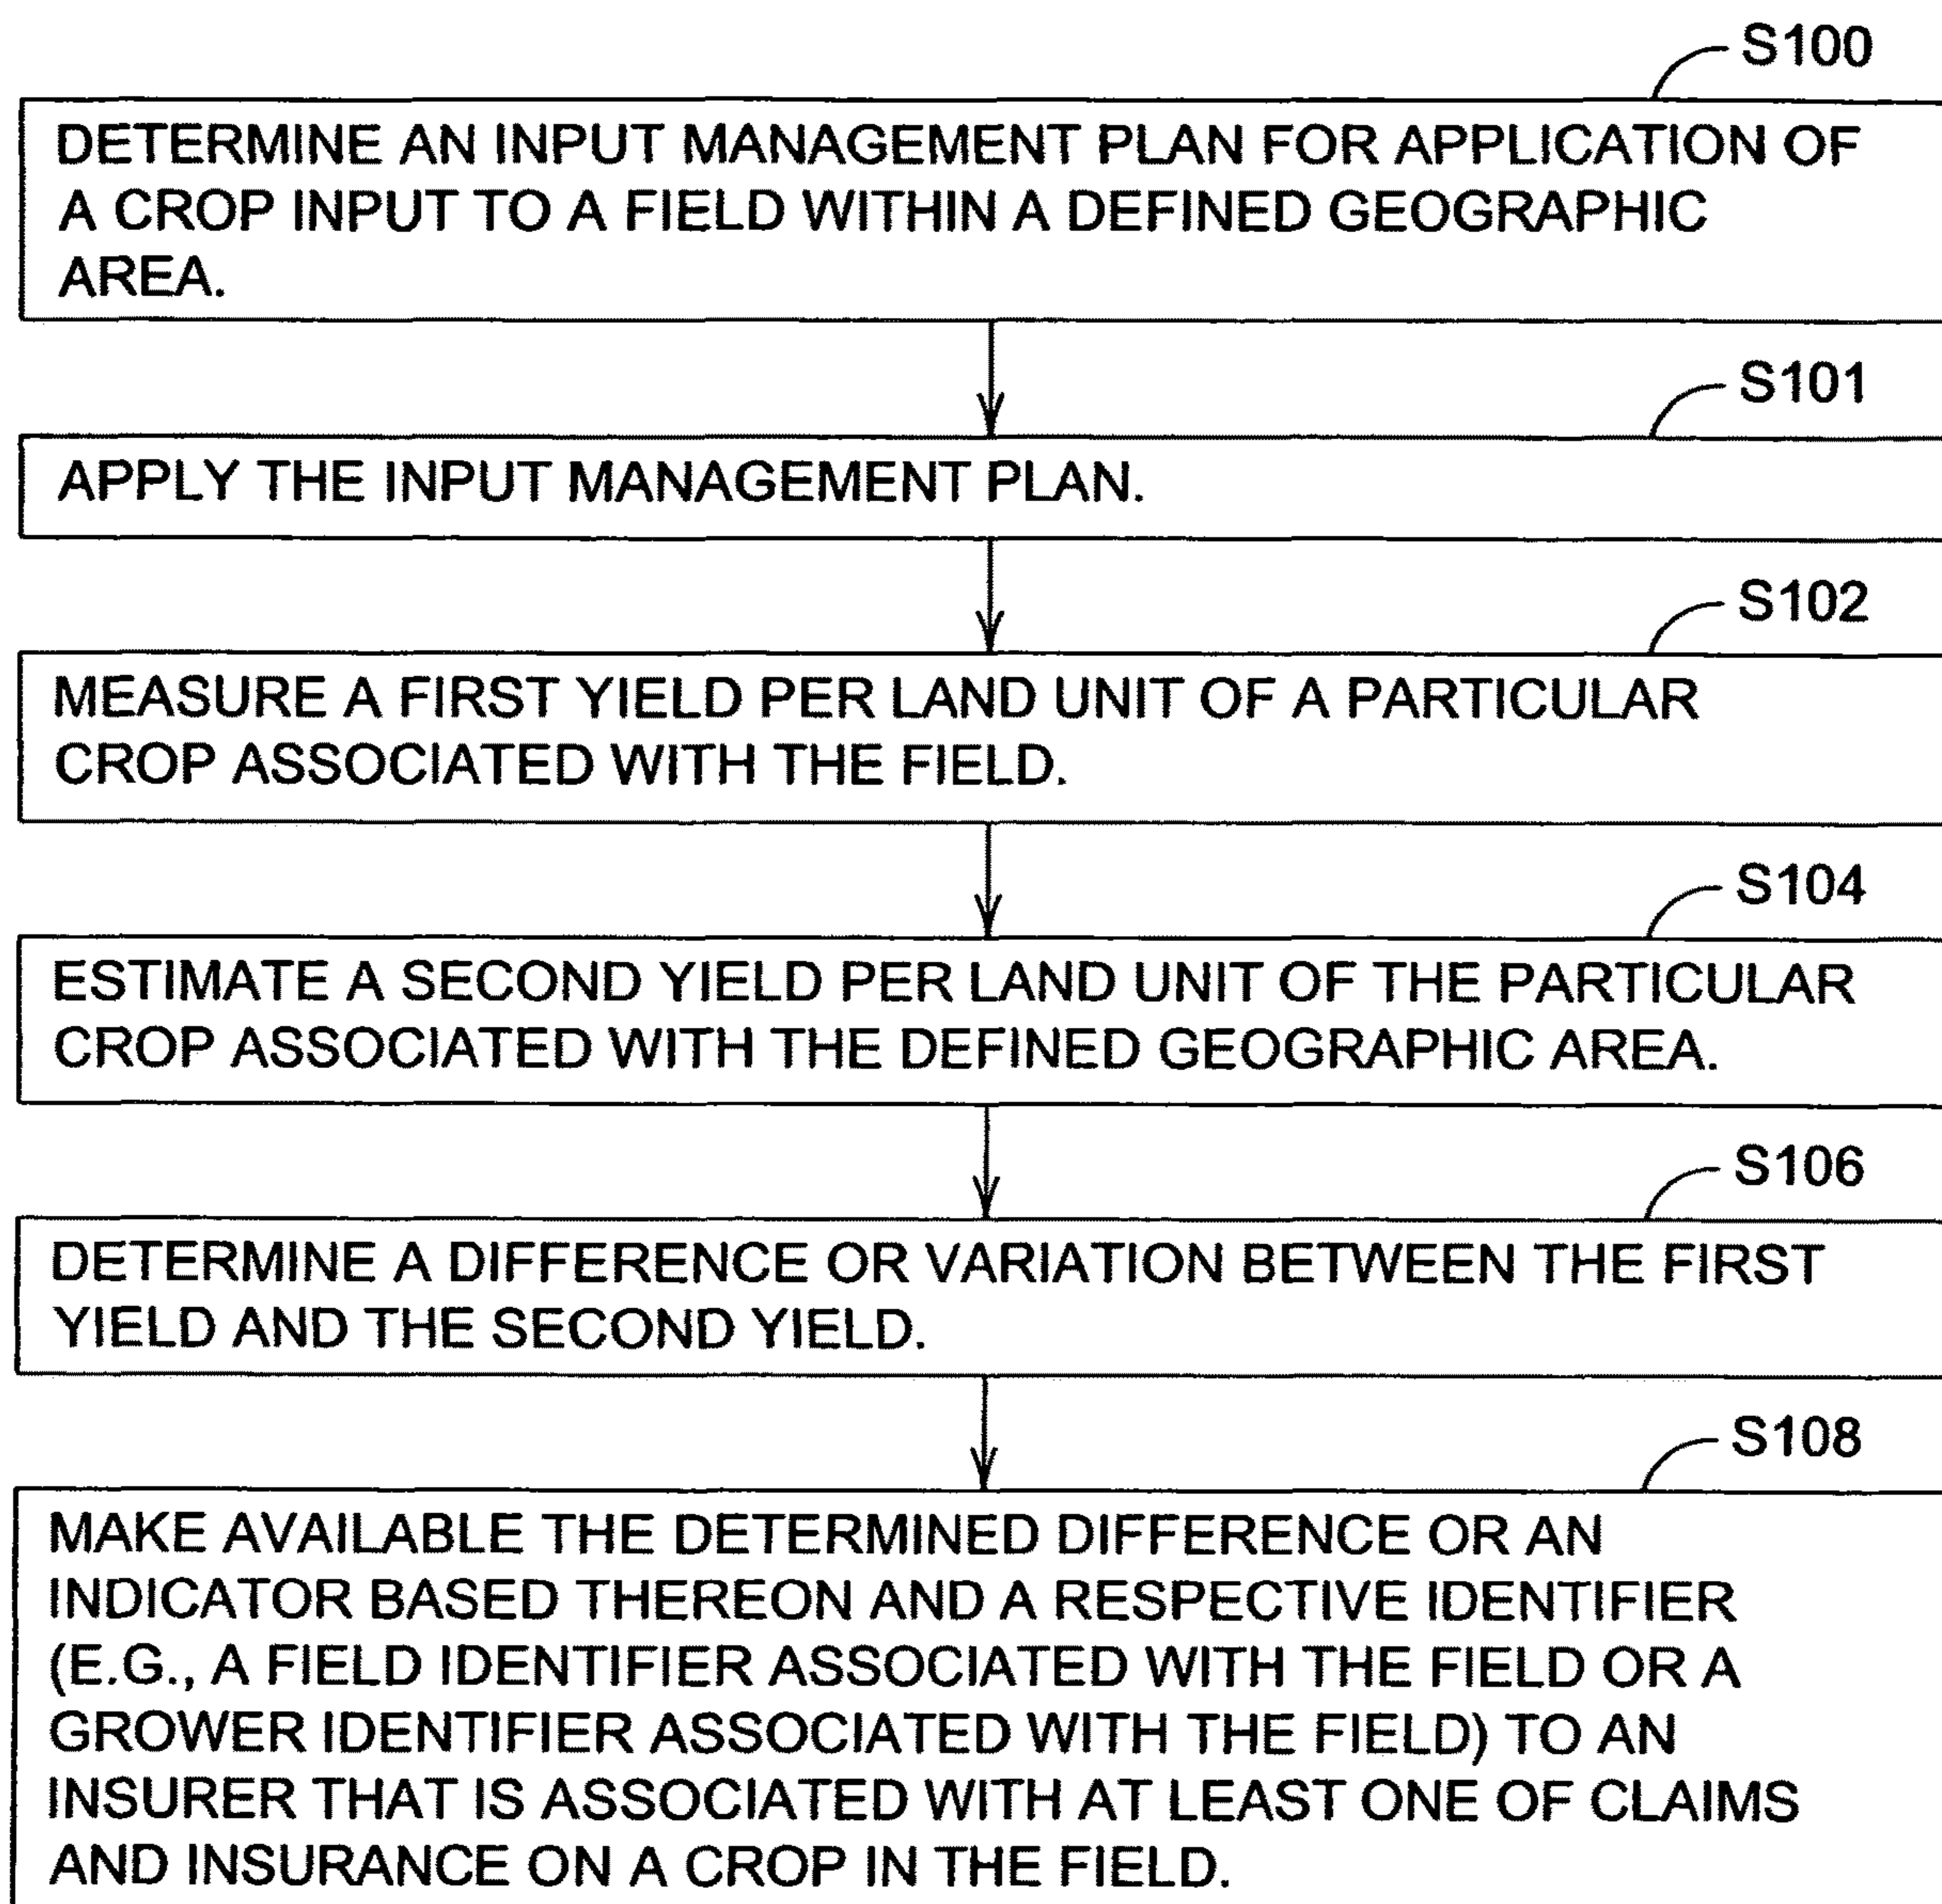 S100
DETERMINE AN INPUT MANAGEMENT PLAN FOR APPLICATION OF
A CROP INPUT TO A FIELD WITHIN A DEFINED GEOGRAPHIC
AREA.
S101
APPLY THE INPUT MANAGEMENT PLAN.
S102
MEASURE A FIRST YIELD PER LAND UNIT OF A PARTICULAR
CROP ASSOCIATED WITH THE FIELD.
S104
ESTIMATE A SECOND YIELD PER LAND UNIT OF THE PARTICULAR
CROP ASSOCIATED WITH THE DEFINED GEOGRAPHIC AREA.
S106
DETERMINE A DIFFERENCE OR VARIATION BETWEEN THE FIRST
YIELD AND THE SECOND YIELD.
S108
MAKE AVAILABLE THE DETERMINED DIFFERENCE OR AN
INDICATOR BASED THEREON AND A RESPECTIVE IDENTIFIER
(E.G., A FIELD IDENTIFIER ASSOCIATED WITH THE FIELD OR A
GROWER IDENTIFIER ASSOCIATED WITH THE FIELD) TO AN
INSURER THAT IS ASSOCIATED WITH AT LEAST ONE OF CLAIMS
AND INSURANCE ON A CROP IN THE FIELD.